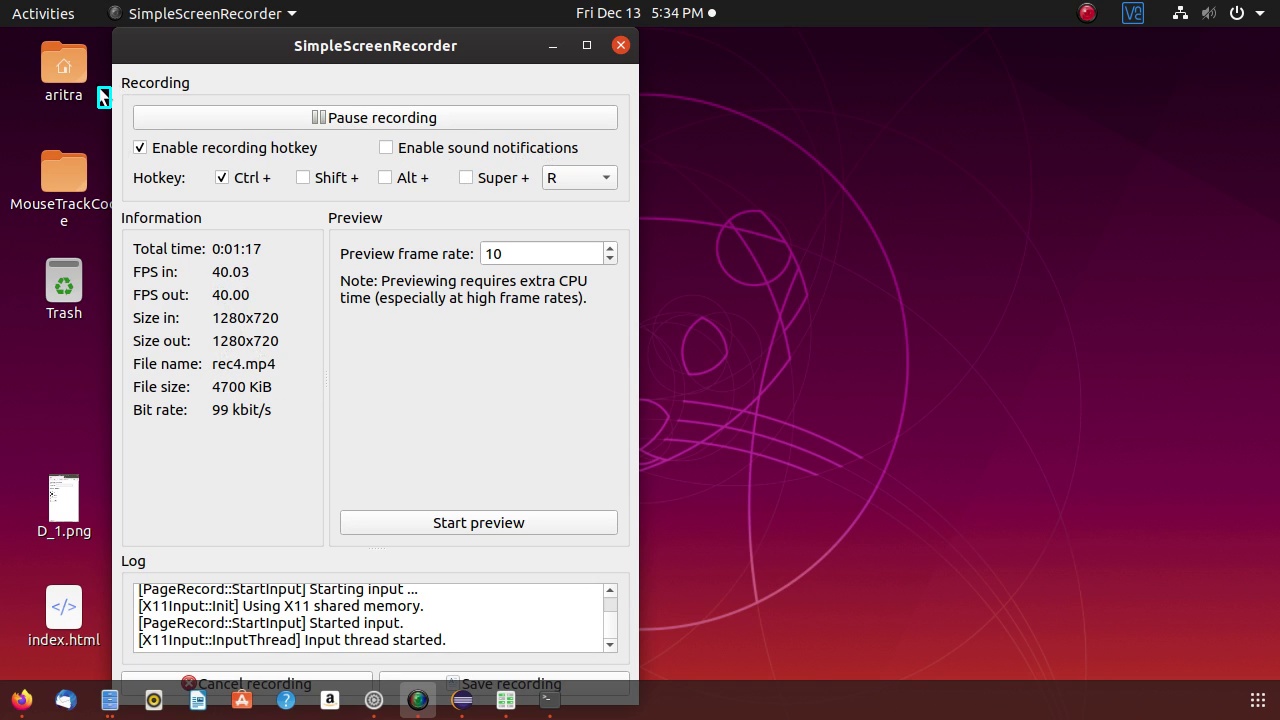 Activities
SimpleScreenRecorder
Fri Dec 13 5:34 PM
SimpleScreenRecorder
aritra
MouseTrackCo
e
Trash
D_1.png
</>
index.html
Recording
Pause recording
Enable recording hotkey
Enable sound notifications
Hotkey: Ctrl + Shift + Alt + Super + R
Information
Total time: 0:01:17
FPS in: 40.03
FPS out: 40.00
Size in: 1280x720
Size out: 1280x720
File name: rec4.mp4
File size: 4700 KiB
Bit rate: 99 kbit/s
Preview
Preview frame rate: 10
Note: Previewing requires extra CPU
time (especially at high frame rates).
Start preview
Log
[PageRecord::StartInput] Starting input ...
[X11Input::Init] Using X11 shared memory.
[PageRecord::StartInput] Started input.
[X11Input::InputThread] Input thread started.
Cancel recording
Save recording